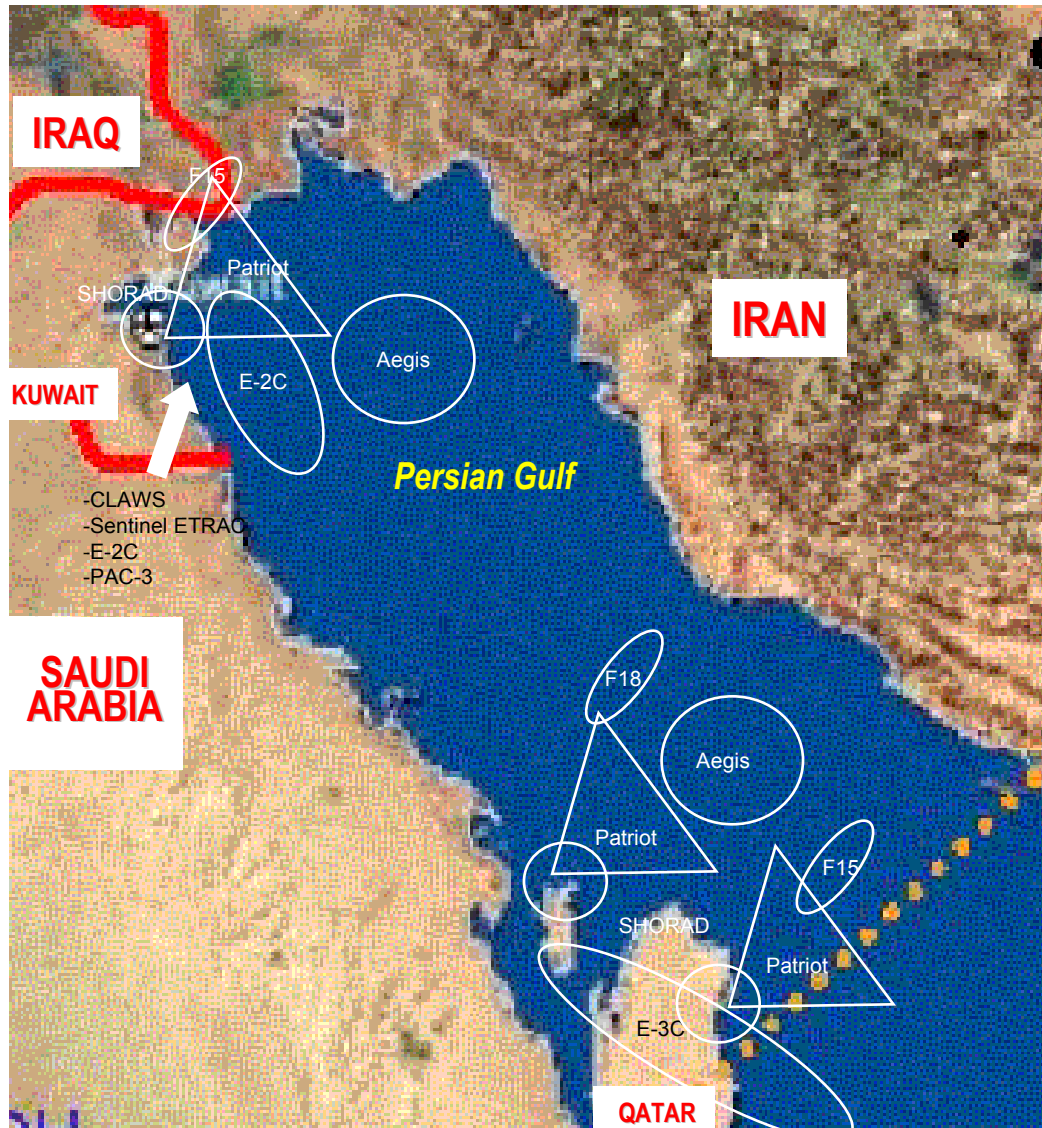 IRAQ
F15
Patriot
SHORAD
IRAN
Aegis
E-2C
KUWAIT
Persian Gulf
-CLAWS
-Sentinel ETRAC
-E-2C
-PAC-3
SAUDI
ARABIA
F18
Aegis
Patriot
F15
SHORAD
Patriot
E-3C
QATAR